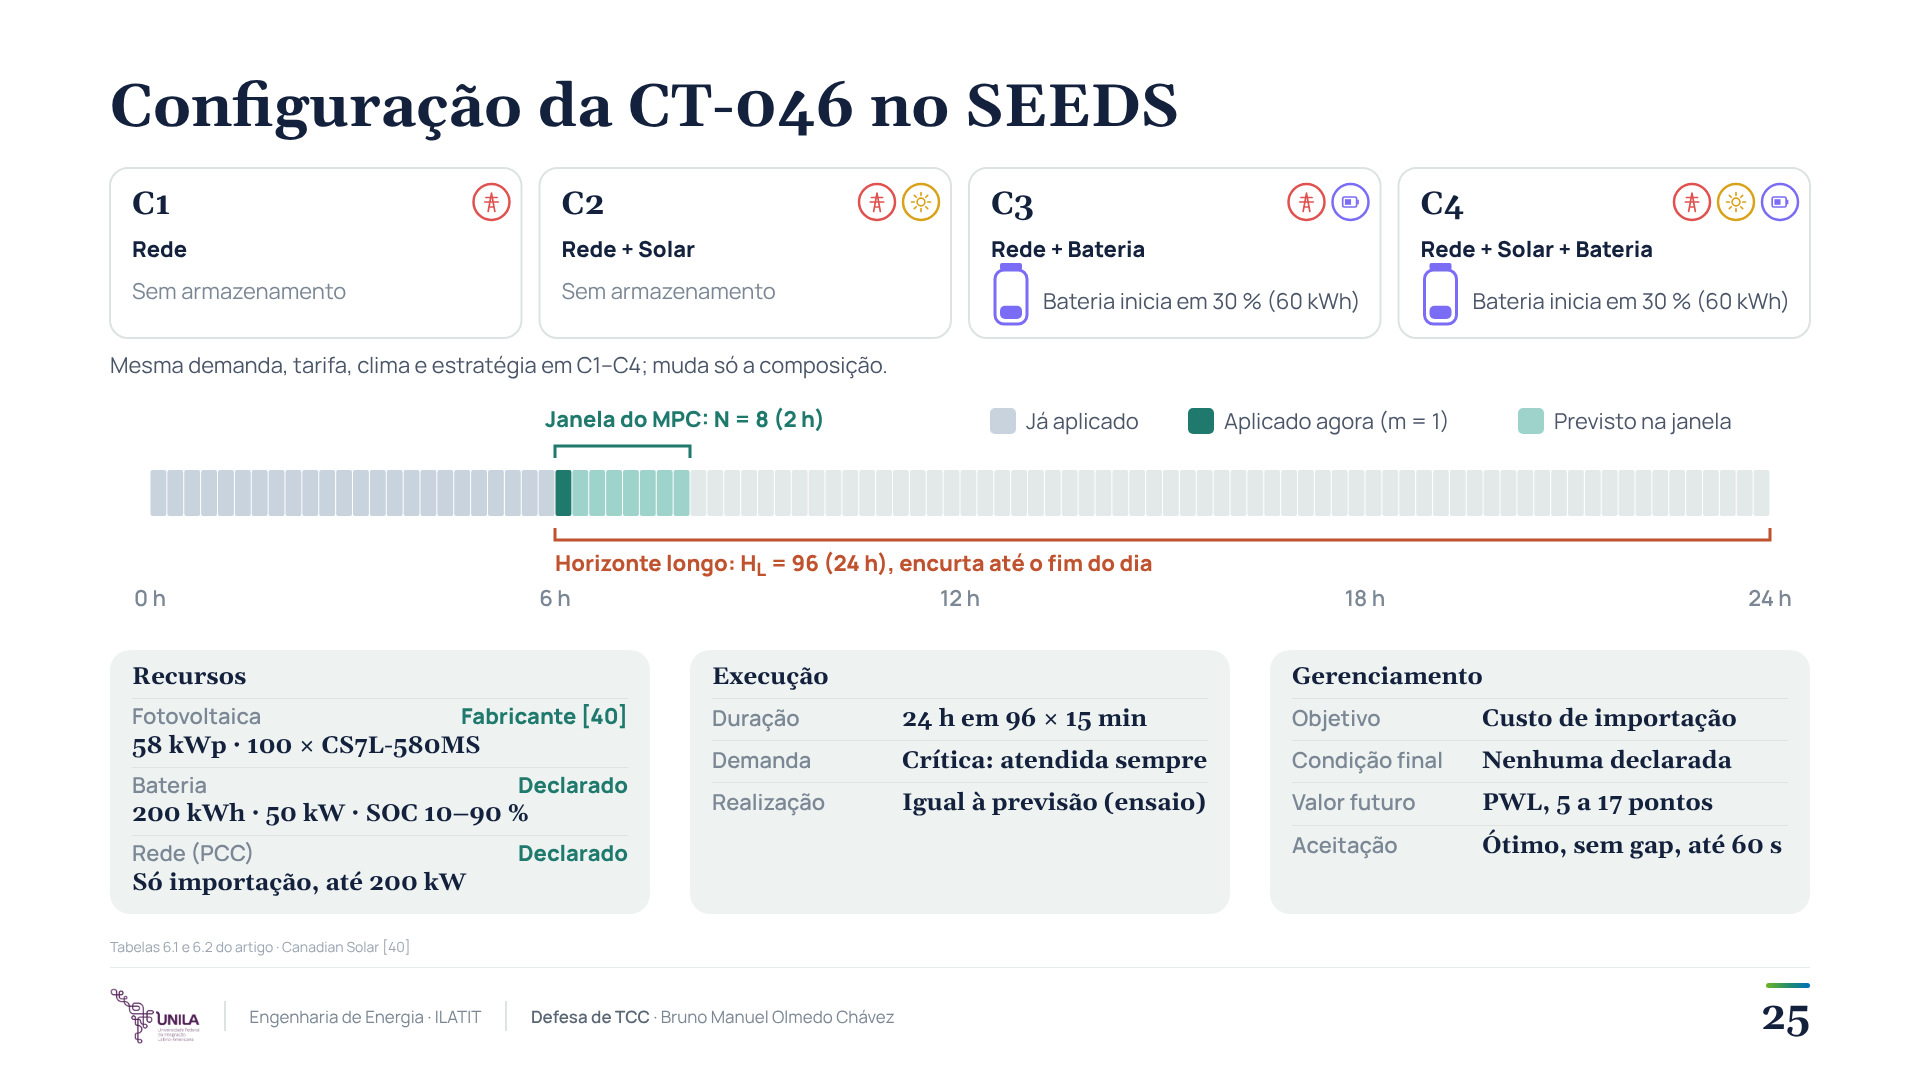 Configuração da CT-046 no SEEDS
C1
Rede
Sem armazenamento
C2
Rede + Solar
Sem armazenamento
C3
Rede + Bateria
Bateria inicia em 30 % (60 kWh)
C4
Rede + Solar + Bateria
Bateria inicia em 30 % (60 kWh)
Mesma demanda, tarifa, clima e estratégia em C1–C4; muda só a composição.
Janela do MPC: N = 8 (2 h)
Já aplicado
Aplicado agora (m = 1)
Previsto na janela
Horizonte longo: H_L = 96 (24 h), encurta até o fim do dia
0 h
6 h
12 h
18 h
24 h
Recursos
Fotovoltaica Fabricante [40]
58 kWp · 100 × CS7L-580MS
Bateria Declarado
200 kWh · 50 kW · SOC 10–90 %
Rede (PCC) Declarado
Só importação, até 200 kW
Execução
Duração 24 h em 96 × 15 min
Demanda Crítica: atendida sempre
Realização Igual à previsão (ensaio)
Gerenciamento
Objetivo Custo de importação
Condição final Nenhuma declarada
Valor futuro PWL, 5 a 17 pontos
Aceitação Ótimo, sem gap, até 60 s
Tabelas 6.1 e 6.2 do artigo · Canadian Solar [40]
UNILA
Engenharia de Energia · ILATIT
Defesa de TCC · Bruno Manuel Olmedo Chávez
25